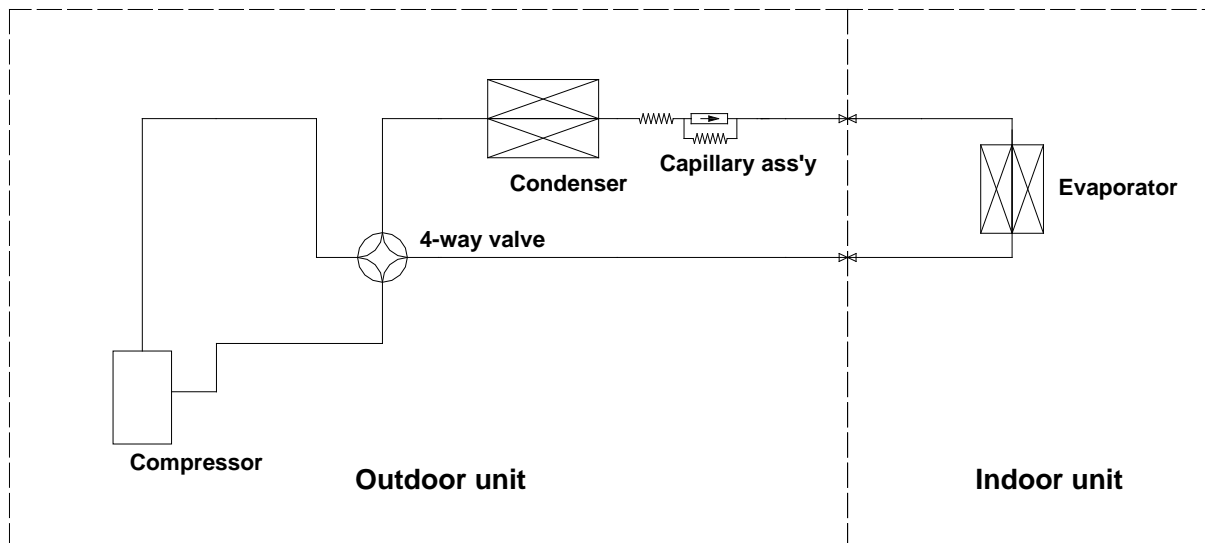 Condenser
Capillary ass'y
Evaporator
4-way valve
Compressor
Outdoor unit
Indoor unit